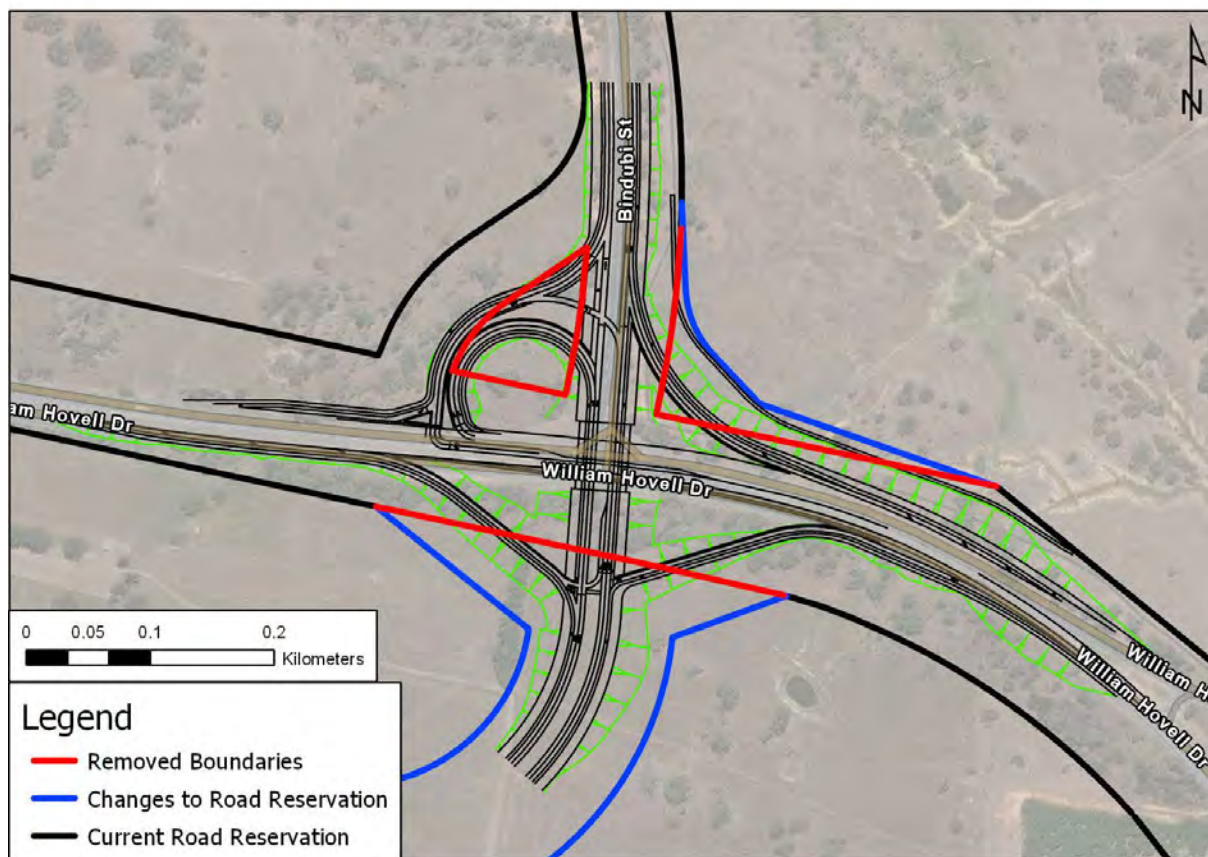 N
Bindubi St
am Hovell Dr
William Hovell Dr
William H
William Hovell Dr
0 0.05 0.1 0.2
Kilometers
Legend
Removed Boundaries
Changes to Road Reservation
Current Road Reservation